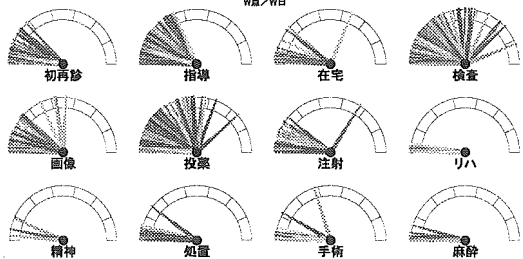 W点/W日
初再診 指導 在宅 検査
画像 投薬 注射 リハ
精神 処置 手術 麻酔